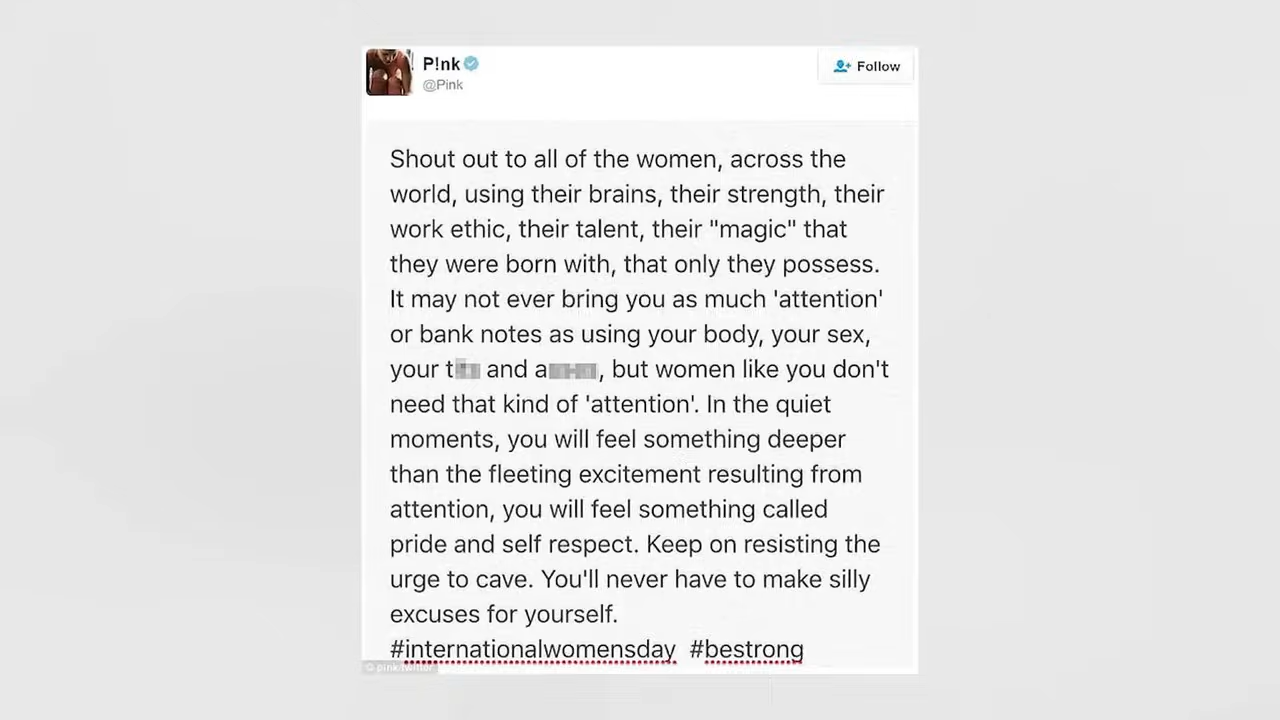 P!nk
@Pink
Follow
Shout out to all of the women, across the
world, using their brains, their strength, their
work ethic, their talent, their "magic" that
they were born with, that only they possess.
It may not ever bring you as much 'attention'
or bank notes as using your body, your sex,
your t and a, but women like you don't
need that kind of 'attention'. In the quiet
moments, you will feel something deeper
than the fleeting excitement resulting from
attention, you will feel something called
pride and self respect. Keep on resisting the
urge to cave. You'll never have to make silly
excuses for yourself.
#internationalwomensday #bestrong
© pink/twitter